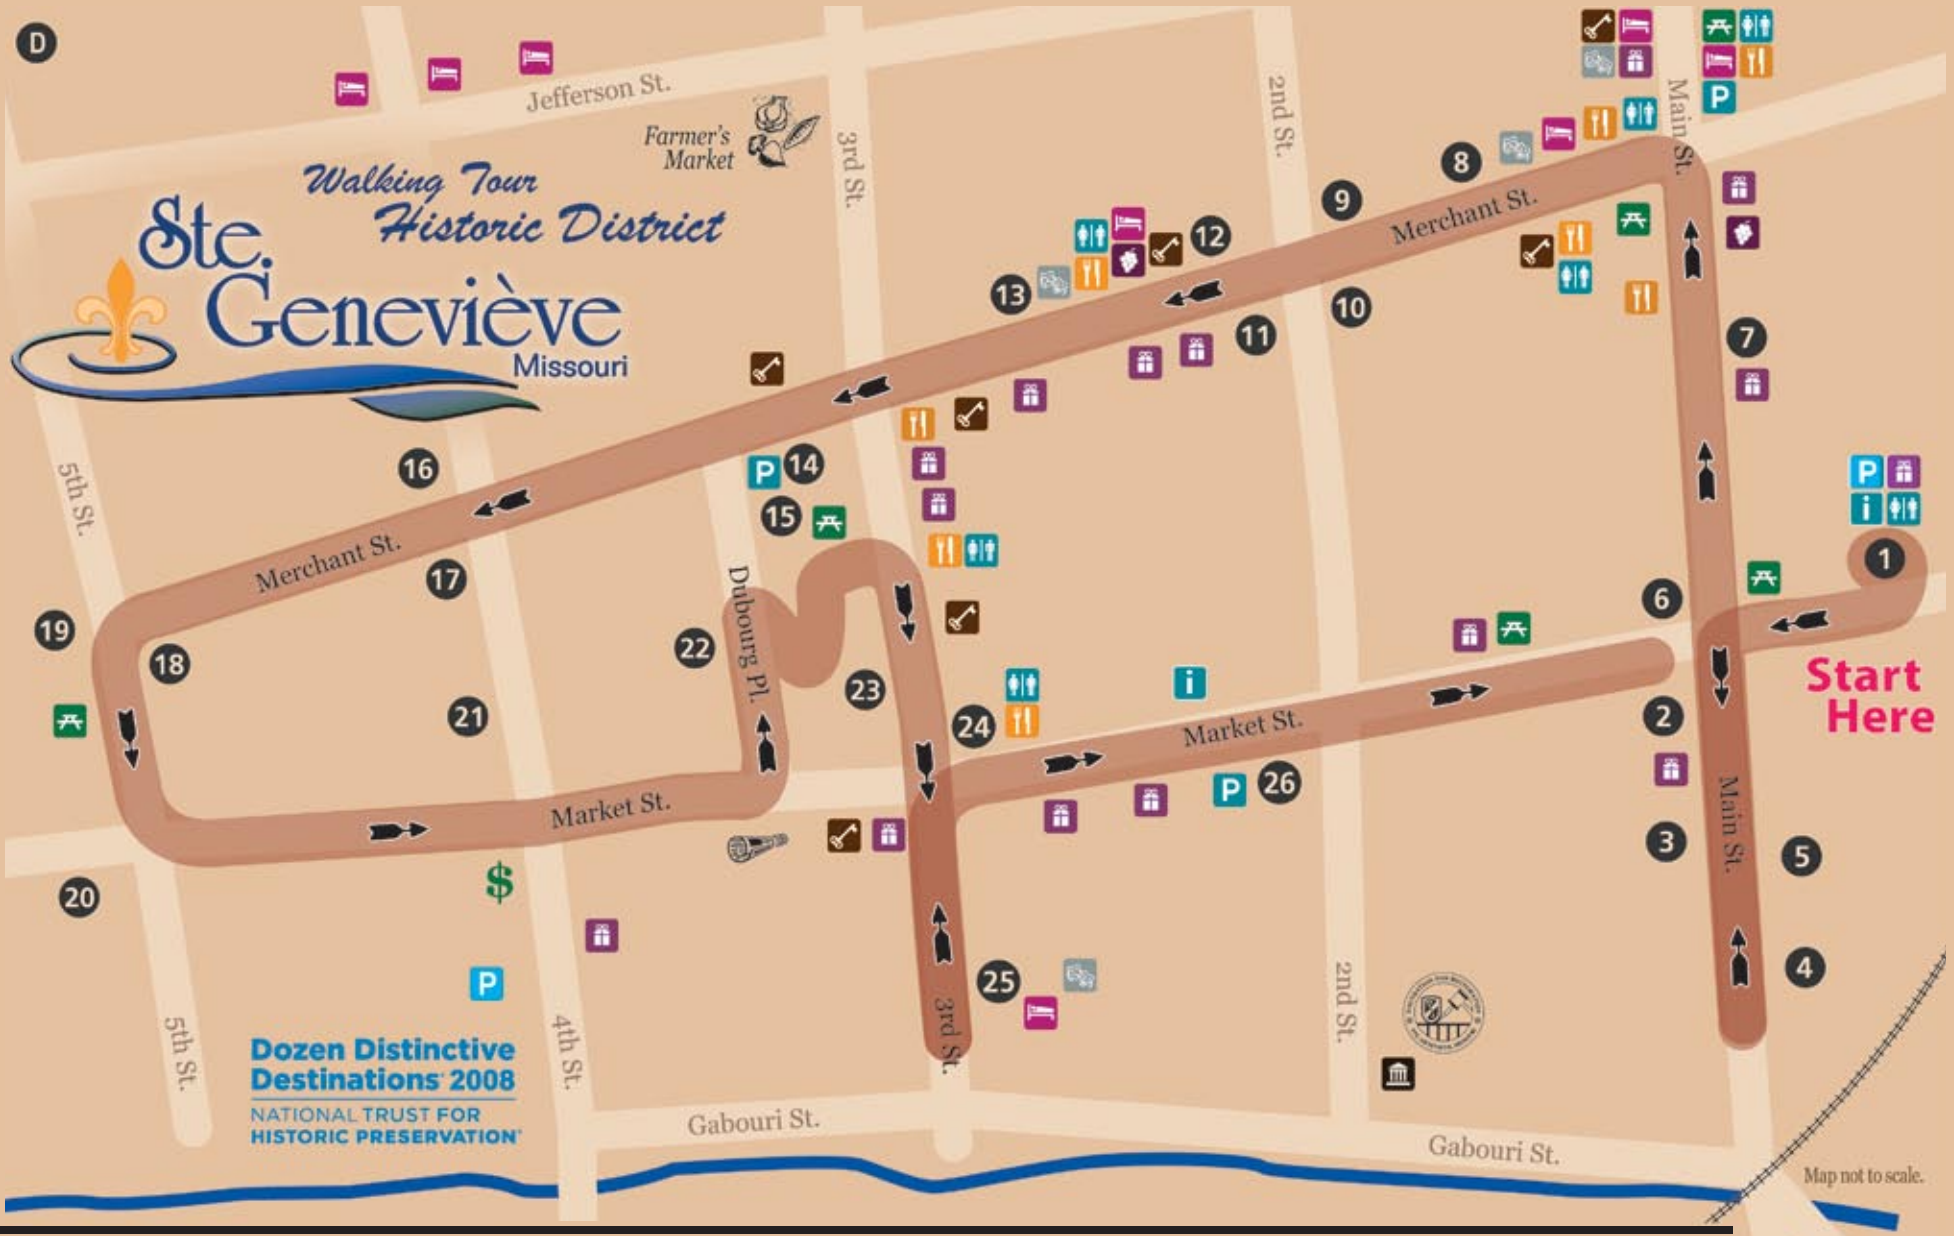 D
Jefferson St.
Farmer's
Market
3rd St.
2nd St.
Main St.
P
Walking Tour
Historic District
Ste.
Geneviève
Missouri
8
9
Merchant St.
12
13
10
11
7
16
P
14
15
5th St.
P
i
1
Merchant St.
17
Dubourg Pl.
6
19
18
22
23
Start
Here
21
24
i
Market St.
2
Market St.
P
26
Main St.
3
5
20
$
P
25
4
3rd St.
2nd St.
5th St.
4th St.
Dozen Distinctive
Destinations 2008
NATIONAL TRUST FOR
HISTORIC PRESERVATION®
Gabouri St.
Gabouri St.
Map not to scale.